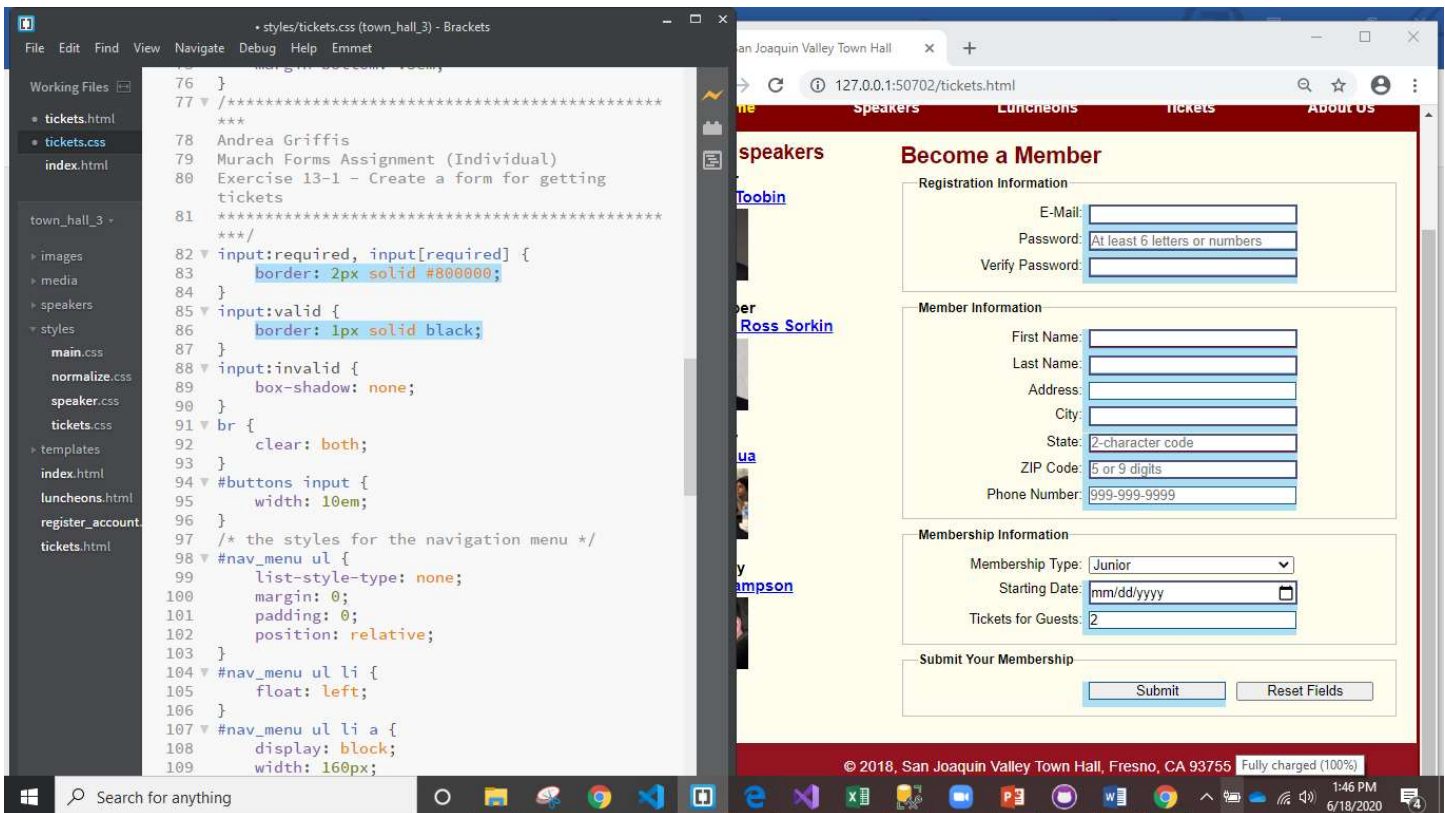 • styles/tickets.css (town_hall_3) - Brackets
File Edit Find View Navigate Debug Help Emmet
Working Files
• tickets.html
• tickets.css
index.html
town_hall_3
images
media
speakers
styles
main.css
normalize.css
speaker.css
tickets.css
templates
index.html
luncheons.html
register_account.
tickets.html
76 }
77 /************************************************
***
78 Andrea Griffis
79 Murach Forms Assignment (Individual)
80 Exercise 13-1 - Create a form for getting
tickets
81 *************************************************
***/
82 input:required, input[required] {
83 border: 2px solid #800000;
84 }
85 input:valid {
86 border: 1px solid black;
87 }
88 input:invalid {
89 box-shadow: none;
90 }
91 br {
92 clear: both;
93 }
94 #buttons input {
95 width: 10em;
96 }
97 /* the styles for the navigation menu */
98 #nav_menu ul {
99 list-style-type: none;
100 margin: 0;
101 padding: 0;
102 position: relative;
103 }
104 #nav_menu ul li {
105 float: left;
106 }
107 #nav_menu ul li a {
108 display: block;
109 width: 160px;
an Joaquin Valley Town Hall
127.0.0.1:50702/tickets.html
me Speakers Luncheons Tickets About Us
speakers
Toobin
er
Ross Sorkin
ua
y
ampson
Become a Member
Registration Information
E-Mail:
Password: At least 6 letters or numbers
Verify Password:
Member Information
First Name:
Last Name:
Address:
City:
State: 2-character code
ZIP Code: 5 or 9 digits
Phone Number: 999-999-9999
Membership Information
Membership Type: Junior
Starting Date: mm/dd/yyyy
Tickets for Guests: 2
Submit Your Membership
Submit Reset Fields
© 2018, San Joaquin Valley Town Hall, Fresno, CA 93755
Fully charged (100%)
Search for anything
1:46 PM
6/18/2020
4